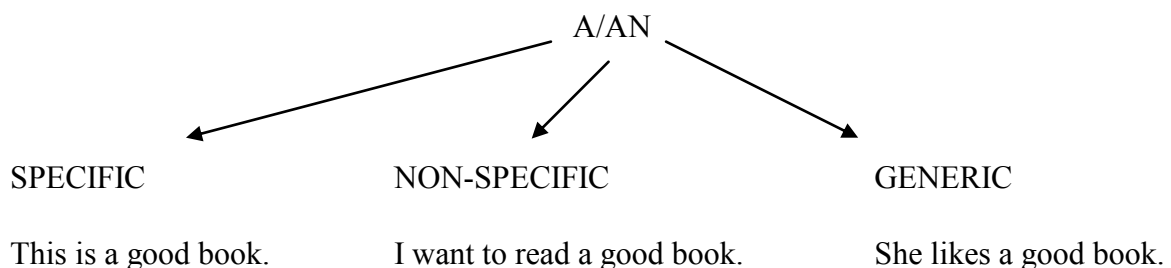 A/AN
SPECIFIC NON-SPECIFIC GENERIC
This is a good book. I want to read a good book. She likes a good book.